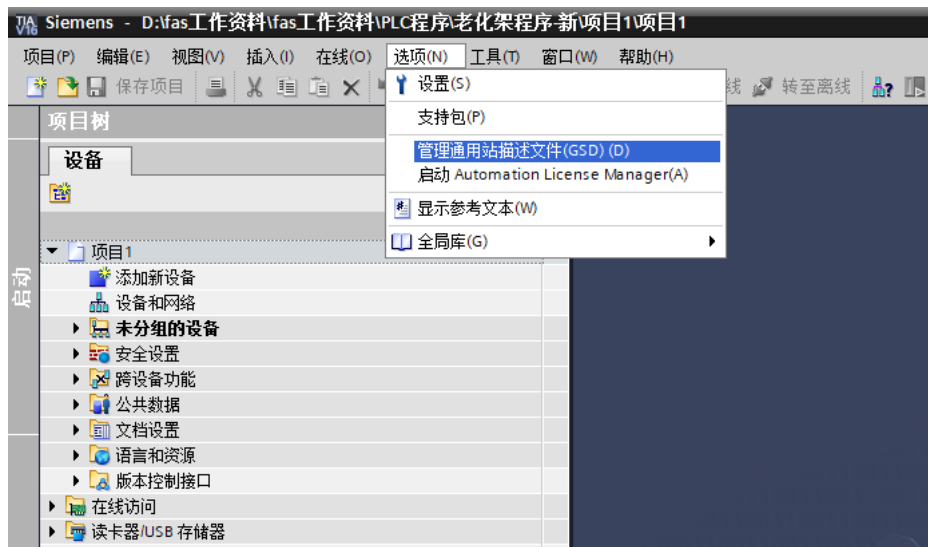 TIA V16 Siemens - D:\fas工作资料\fas工作资料\PLC程序\老化架程序-新\项目1\项目1
项目(P) 编辑(E) 视图(V) 插入(I) 在线(O) 选项(N) 工具(T) 窗口(W) 帮助(H)
保存项目 线 转至离线
设置(S)
支持包(P)
管理通用站描述文件(GSD) (D)
启动 Automation License Manager(A)
显示参考文本(W)
全局库(G)
项目树
设备
启动
项目1
添加新设备
设备和网络
未分组的设备
安全设置
跨设备功能
公共数据
文档设置
语言和资源
版本控制接口
在线访问
读卡器/USB 存储器